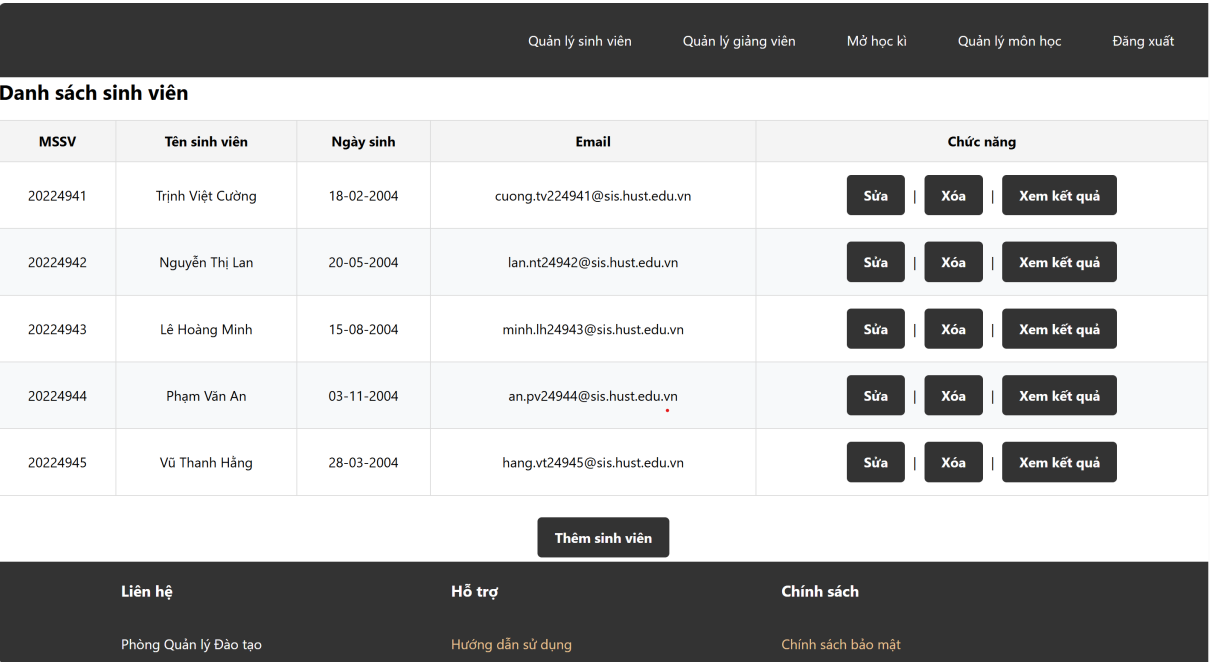 Quản lý sinh viên Quản lý giảng viên Mở học kì Quản lý môn học Đăng xuất
Danh sách sinh viên
MSSV Tên sinh viên Ngày sinh Email Chức năng
20224941 Trịnh Việt Cường 18-02-2004 cuong.tv224941@sis.hust.edu.vn Sửa | Xóa | Xem kết quả
20224942 Nguyễn Thị Lan 20-05-2004 lan.nt24942@sis.hust.edu.vn Sửa | Xóa | Xem kết quả
20224943 Lê Hoàng Minh 15-08-2004 minh.lh24943@sis.hust.edu.vn Sửa | Xóa | Xem kết quả
20224944 Phạm Văn An 03-11-2004 an.pv24944@sis.hust.edu.vn Sửa | Xóa | Xem kết quả
20224945 Vũ Thanh Hằng 28-03-2004 hang.vt24945@sis.hust.edu.vn Sửa | Xóa | Xem kết quả
Thêm sinh viên
Liên hệ Hỗ trợ Chính sách
Phòng Quản lý Đào tạo Hướng dẫn sử dụng Chính sách bảo mật